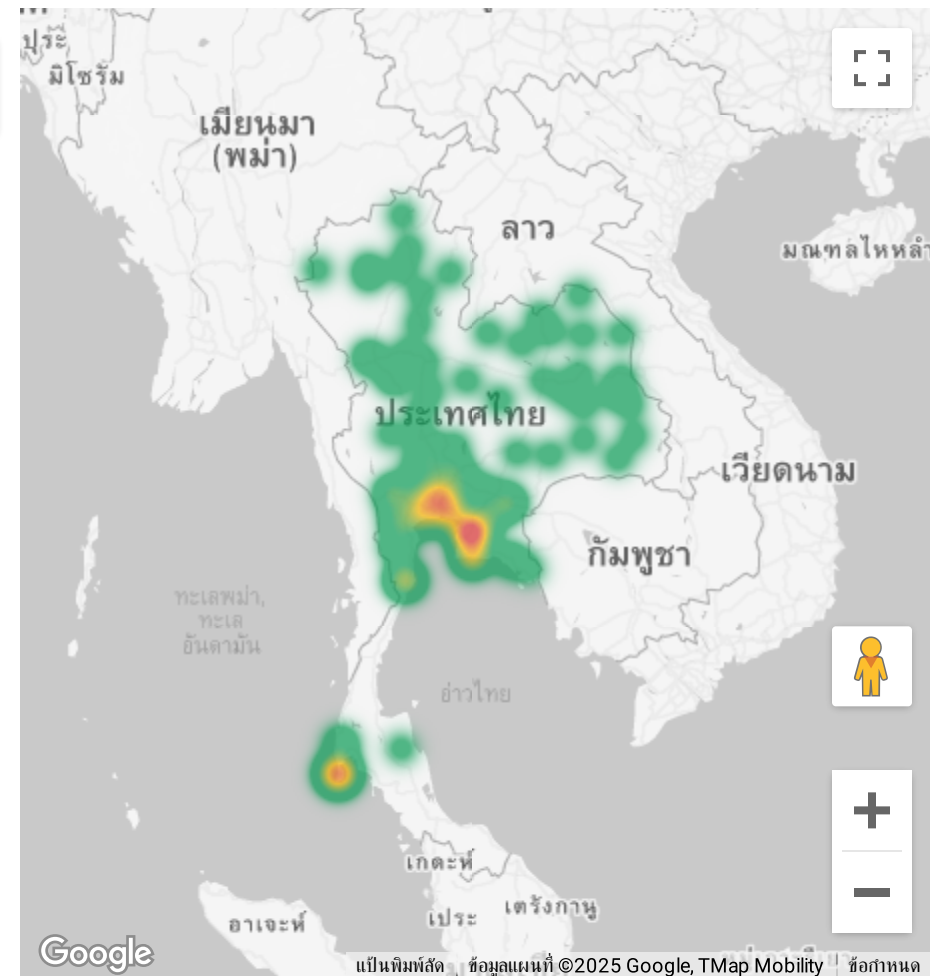 ปุระ
มิโซรัม
เมียนมา
(พม่า)
ลาว
มณฑลไหหลำ
ประเทศไทย
เวียดนาม
กัมพูชา
ทะเลพม่า,
ทะเล
อันดามัน
อ่าวไทย
เกดะห์
เประ
เตรังกานู
อาเจะห์
Google
แป้นพิมพ์ลัด
ข้อมูลแผนที่ ©2025 Google, TMap Mobility
ข้อกำหนด